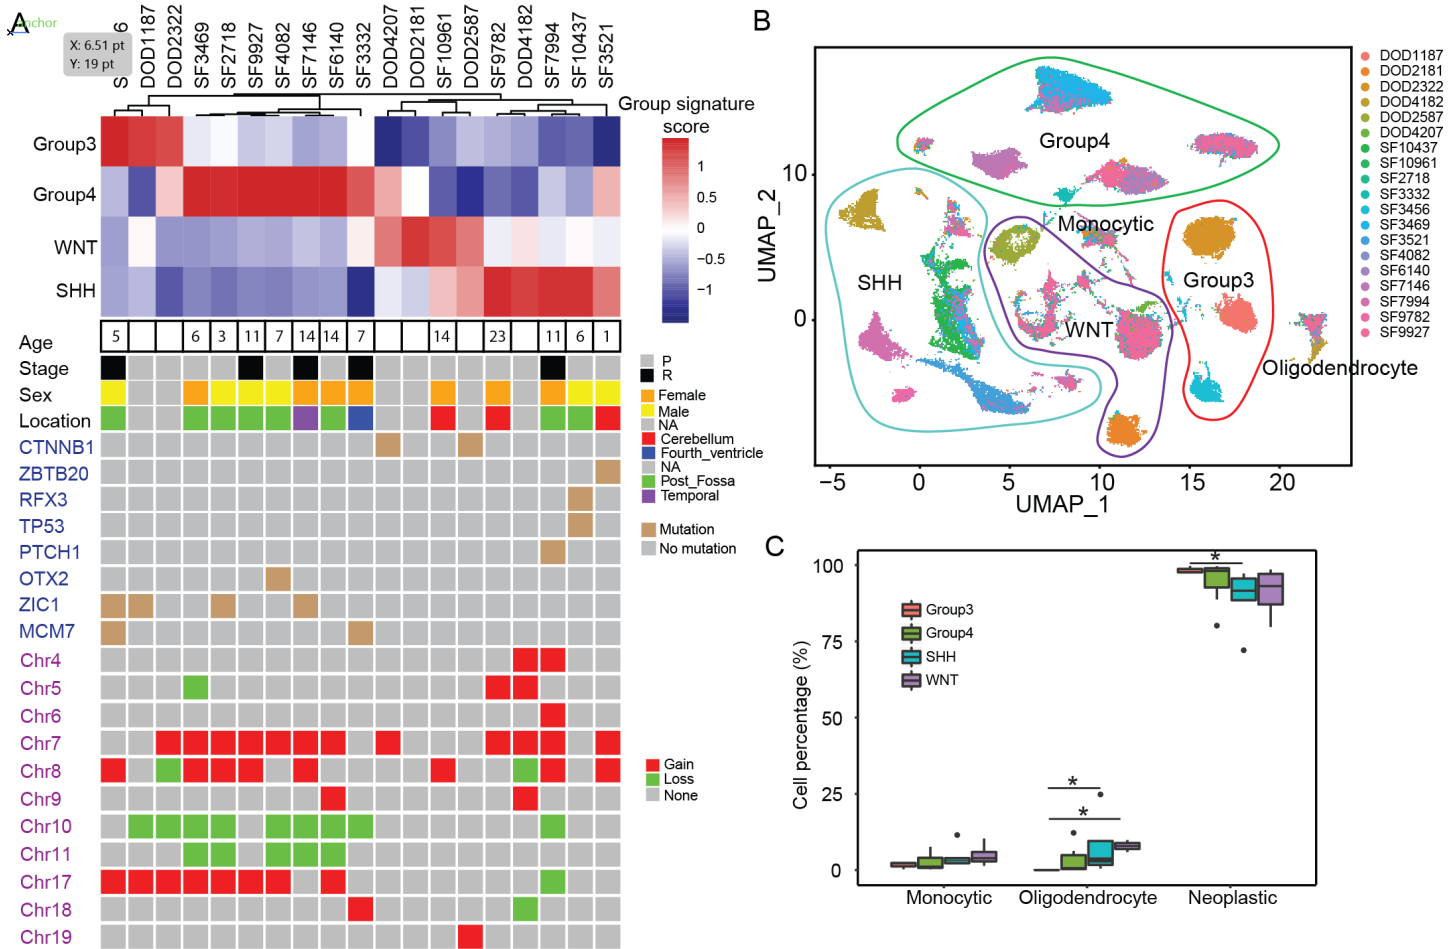 A
anchor
X: 6.51 pt
Y: 19 pt
6
DOD1187
DOD2322
SF3469
SF2718
SF9927
SF4082
SF7146
SF6140
SF3332
DOD4207
DOD2181
SF10961
DOD2587
SF9782
DOD4182
SF7994
SF10437
SF3521
Group signature
score
1
0.5
0
−0.5
−1
Group3
Group4
WNT
SHH
Age
5 6 3 11 7 14 14 7 14 23 11 6 1
Stage
Sex
Location
CTNNB1
ZBTB20
RFX3
TP53
PTCH1
OTX2
ZIC1
MCM7
Chr4
Chr5
Chr6
Chr7
Chr8
Chr9
Chr10
Chr11
Chr17
Chr18
Chr19
P
R
Female
Male
NA
Cerebellum
Fourth_ventricle
NA
Post_Fossa
Temporal
Mutation
No mutation
Gain
Loss
None
B
UMAP_2
10
0
−5 0 5 10 15 20
UMAP_1
Group4
Monocytic
SHH
Group3
WNT
Oligodendrocyte
DOD1187
DOD2181
DOD2322
DOD4182
DOD2587
DOD4207
SF10437
SF10961
SF2718
SF3332
SF3456
SF3469
SF3521
SF4082
SF6140
SF7146
SF7994
SF9782
SF9927
C
Cell percentage (%)
100
75
50
25
0
Group3
Group4
SHH
WNT
*
*
*
Monocytic Oligodendrocyte Neoplastic